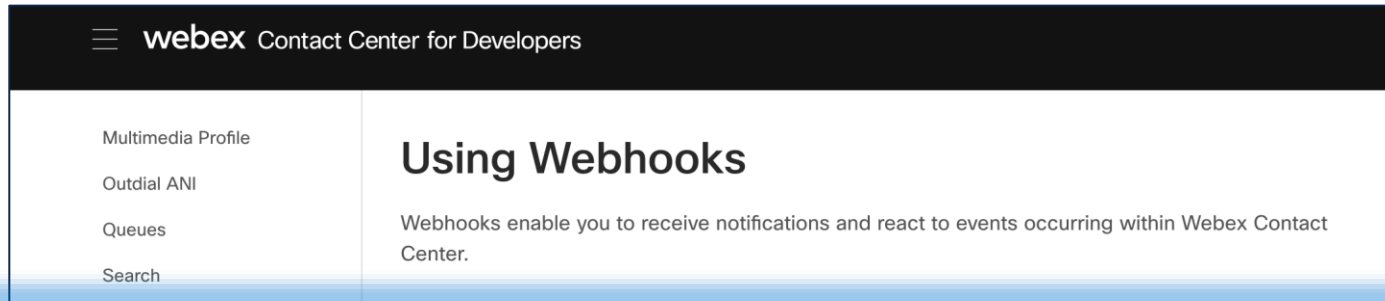 webex Contact Center for Developers
Multimedia Profile
Outdial ANI
Queues
Search
Using Webhooks
Webhooks enable you to receive notifications and react to events occurring within Webex Contact
Center.